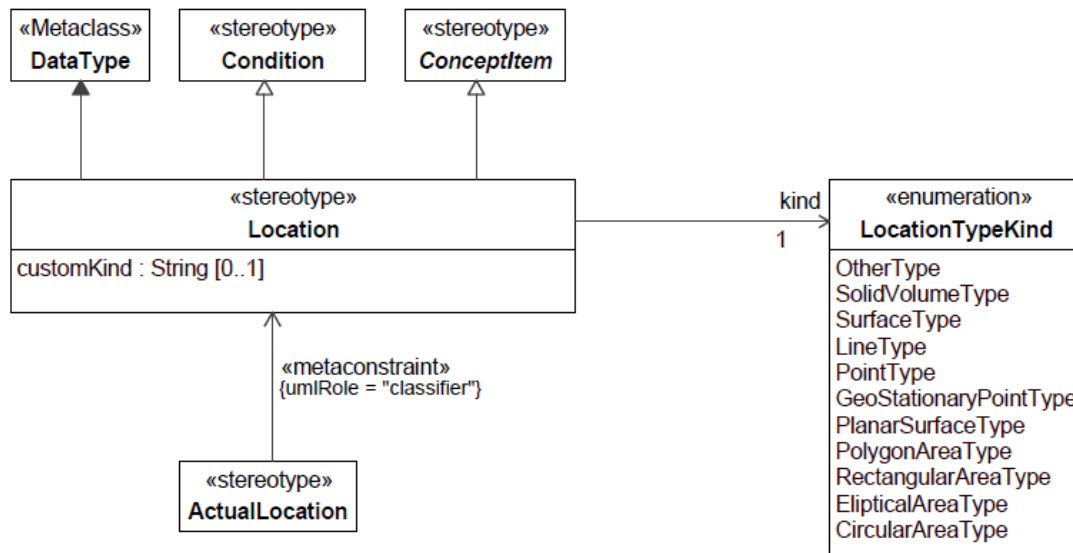 «Metaclass»
DataType
«stereotype»
Condition
«stereotype»
ConceptItem
«stereotype»
Location
customKind : String [0..1]
kind
1
«enumeration»
LocationTypeKind
OtherType
SolidVolumeType
SurfaceType
LineType
PointType
GeoStationaryPointType
PlanarSurfaceType
PolygonAreaType
RectangularAreaType
ElipticalAreaType
CircularAreaType
«metaconstraint»
{umlRole = "classifier"}
«stereotype»
ActualLocation